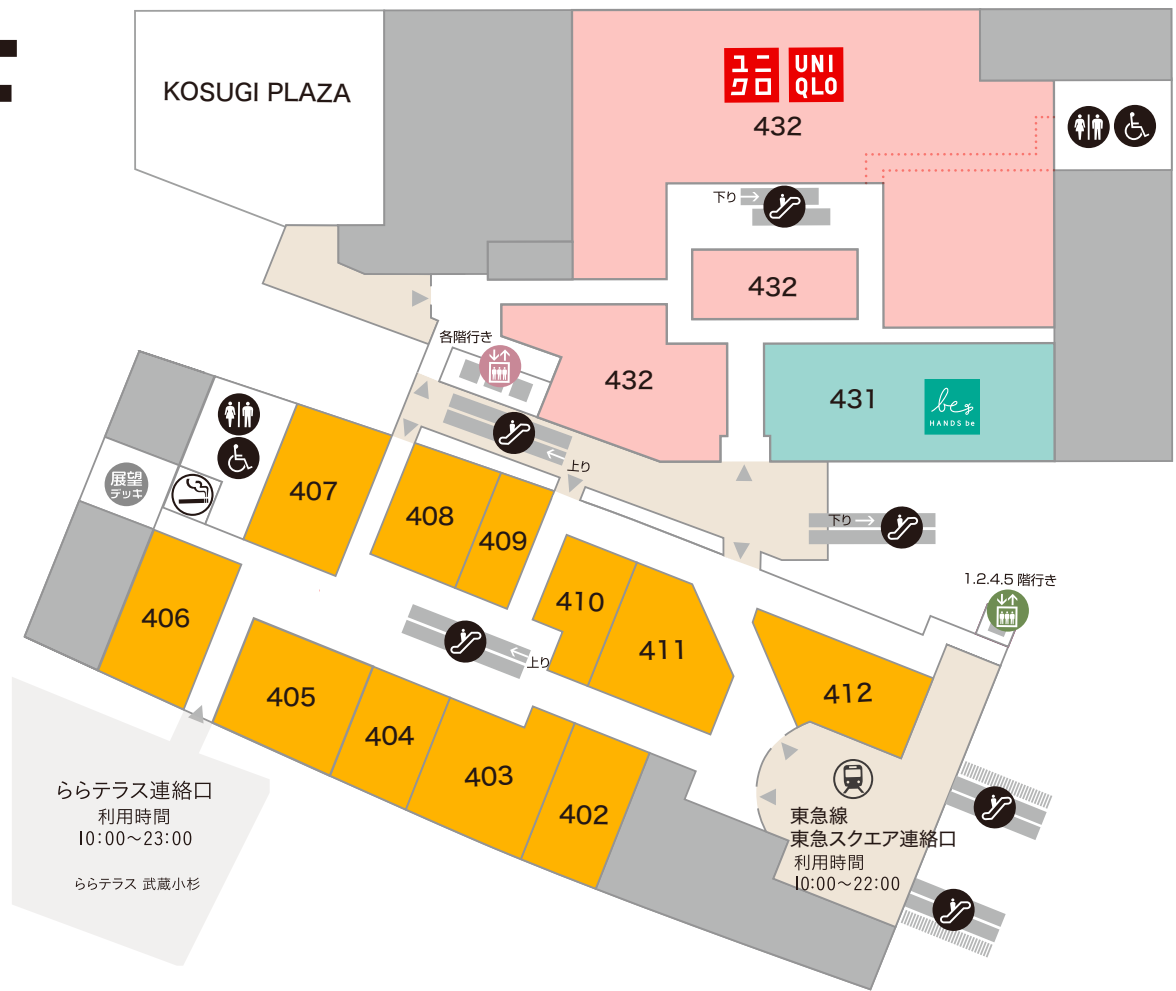 KOSUGI PLAZA
ユニ
クロ
UNI
QLO
432
下り
432
各階行き
432
431
be
HANDS be
上り
展望
デッキ
407
408
409
下り
1.2.4.5 階行き
406
410
411
上り
412
405
404
403
402
ららテラス連絡口
利用時間
10:00～23:00
ららテラス 武蔵小杉
東急線
東急スクエア連絡口
利用時間
10:00～22:00